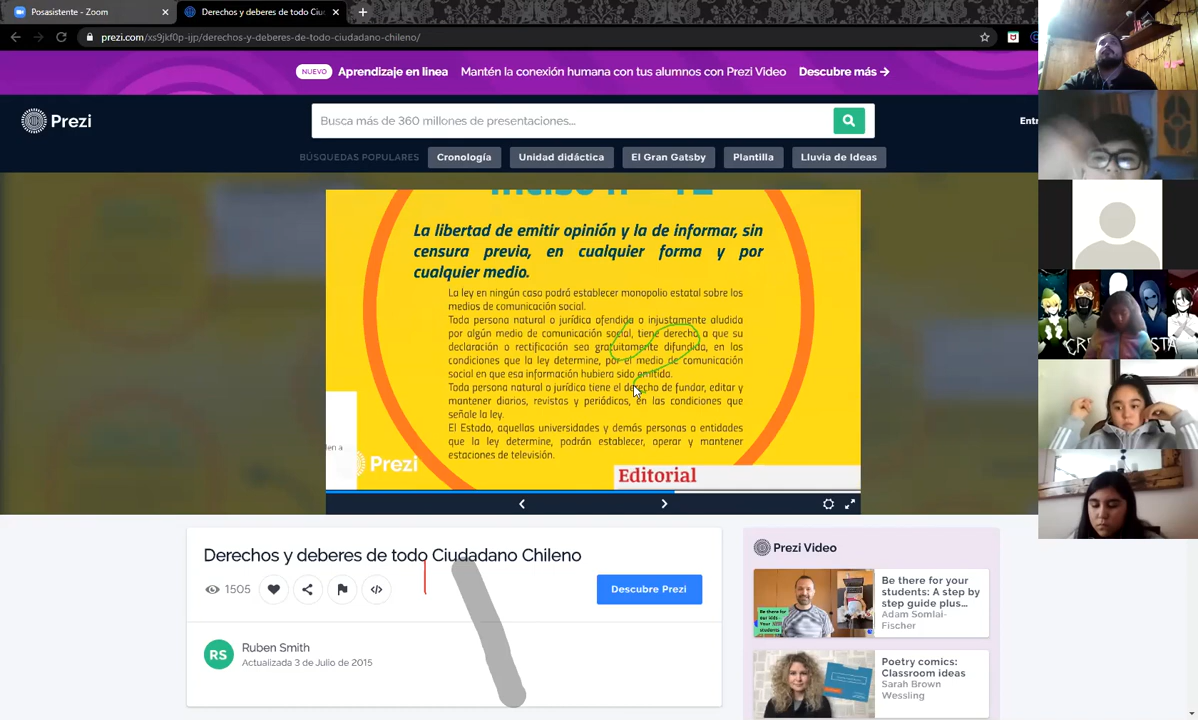 Posasistente - Zoom
Derechos y deberes de todo Ciu
prezi.com/xs9jkf0p-ijp/derechos-y-deberes-de-todo-ciudadano-chileno/
NUEVO Aprendizaje en linea Mantén la conexión humana con tus alumnos con Prezi Video Descubre más →
Prezi
Busca más de 360 millones de presentaciones...
Entr
BÚSQUEDAS POPULARES Cronología Unidad didáctica El Gran Gatsby Plantilla Lluvia de Ideas
La libertad de emitir opinión y la de informar, sin
censura previa, en cualquier forma y por
cualquier medio.
La ley en ningún caso podrá establecer monopolio estatal sobre los
medios de comunicación social.
Toda persona natural o jurídica ofendida o injustamente aludida
por algún medio de comunicación social, tiene derecho a que su
declaración o rectificación sea gratuitamente difundida, en las
condiciones que la ley determine, por el medio de comunicación
social en que esa información hubiera sido emitida.
Toda persona natural o jurídica tiene el derecho de fundar, editar y
mantener diarios, revistas y periódicos, en las condiciones que
señale la ley.
El Estado, aquellas universidades y demás personas o entidades
que la ley determine, podrán establecer, operar y mantener
estaciones de televisión.
Prezi
Editorial
Derechos y deberes de todo Ciudadano Chileno
1505
Descubre Prezi
RS
Ruben Smith
Actualizada 3 de Julio de 2015
Prezi Video
Be there for your
students: A step by
step guide plus...
Adam Somlai-
Fischer
Poetry comics:
Classroom ideas
Sarah Brown
Wessling